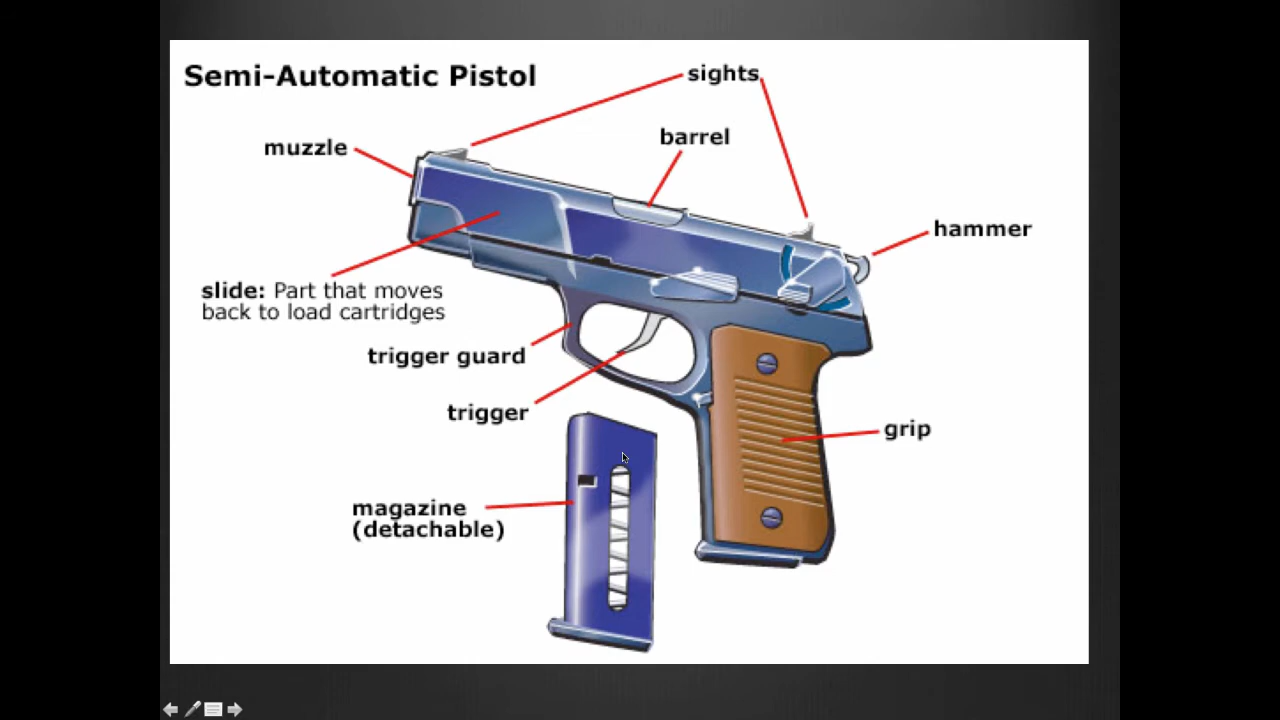 Semi-Automatic Pistol
sights
barrel
muzzle
hammer
slide: Part that moves
back to load cartridges
trigger guard
trigger
grip
magazine
(detachable)